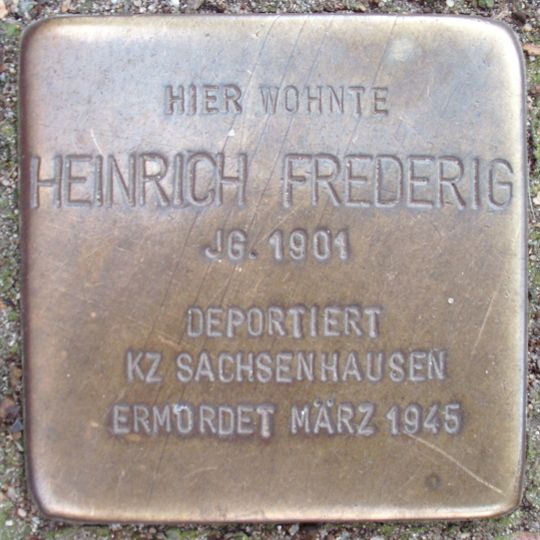 HIER WOHNTE
HEINRICH FREDERIG
JG. 1901
DEPORTIERT
KZ SACHSENHAUSEN
ERMORDET MÄRZ 1945